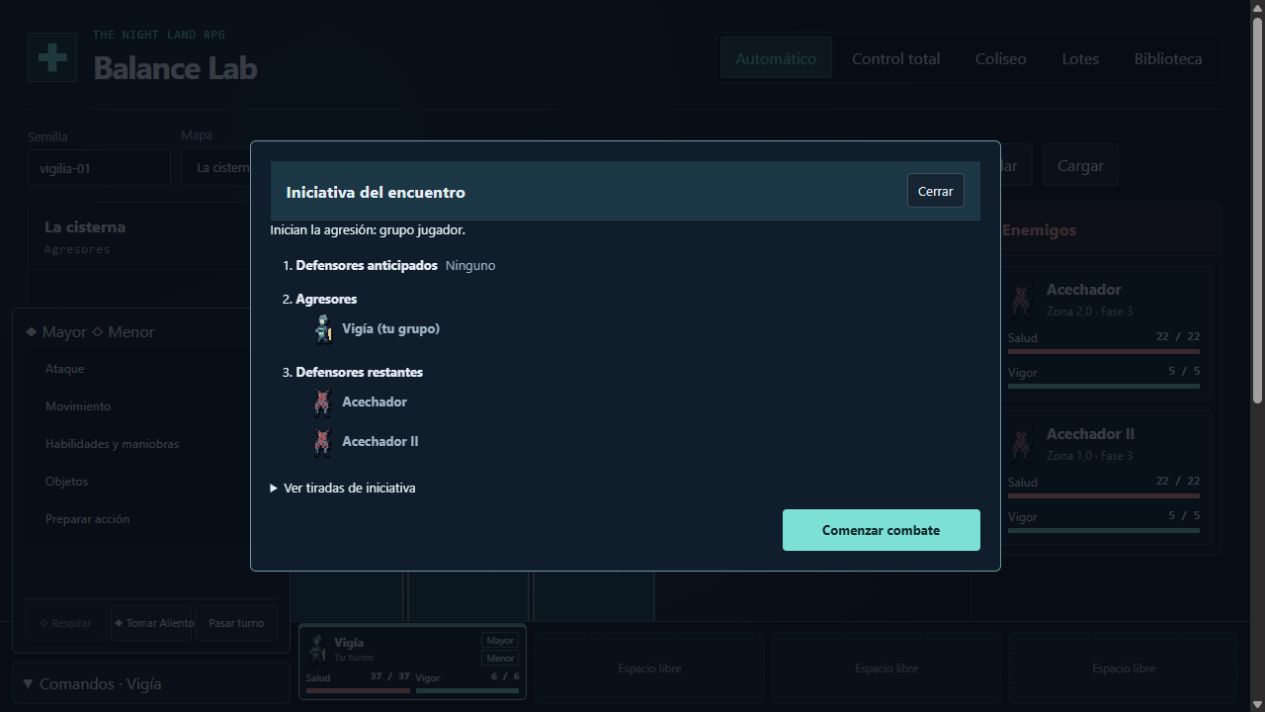 THE NIGHT LAND RPG
Balance Lab
Automático Control total Coliseo Lotes Biblioteca
Semilla
Mapa
vigilia-01
La cistern
lar
Cargar
La cisterna
Agresores
Iniciativa del encuentro
Cerrar
Inician la agresión: grupo jugador.
1. Defensores anticipados Ninguno
2. Agresores
Vigía (tu grupo)
3. Defensores restantes
Acechador
Acechador II
▶ Ver tiradas de iniciativa
Comenzar combate
Enemigos
Acechador
Zona 2,0 · Fase 3
Salud 22 / 22
Vigor 5 / 5
Acechador II
Zona 1,0 · Fase 3
Salud 22 / 22
Vigor 5 / 5
◆ Mayor ◇ Menor
Ataque
Movimiento
Habilidades y maniobras
Objetos
Preparar acción
◇ Respirar ◆ Tomar Aliento Pasar turno
▼ Comandos · Vigía
Vigía
Tu turno
Mayor
Menor
Salud 37 / 37 Vigor 6 / 6
Espacio libre
Espacio libre
Espacio libre